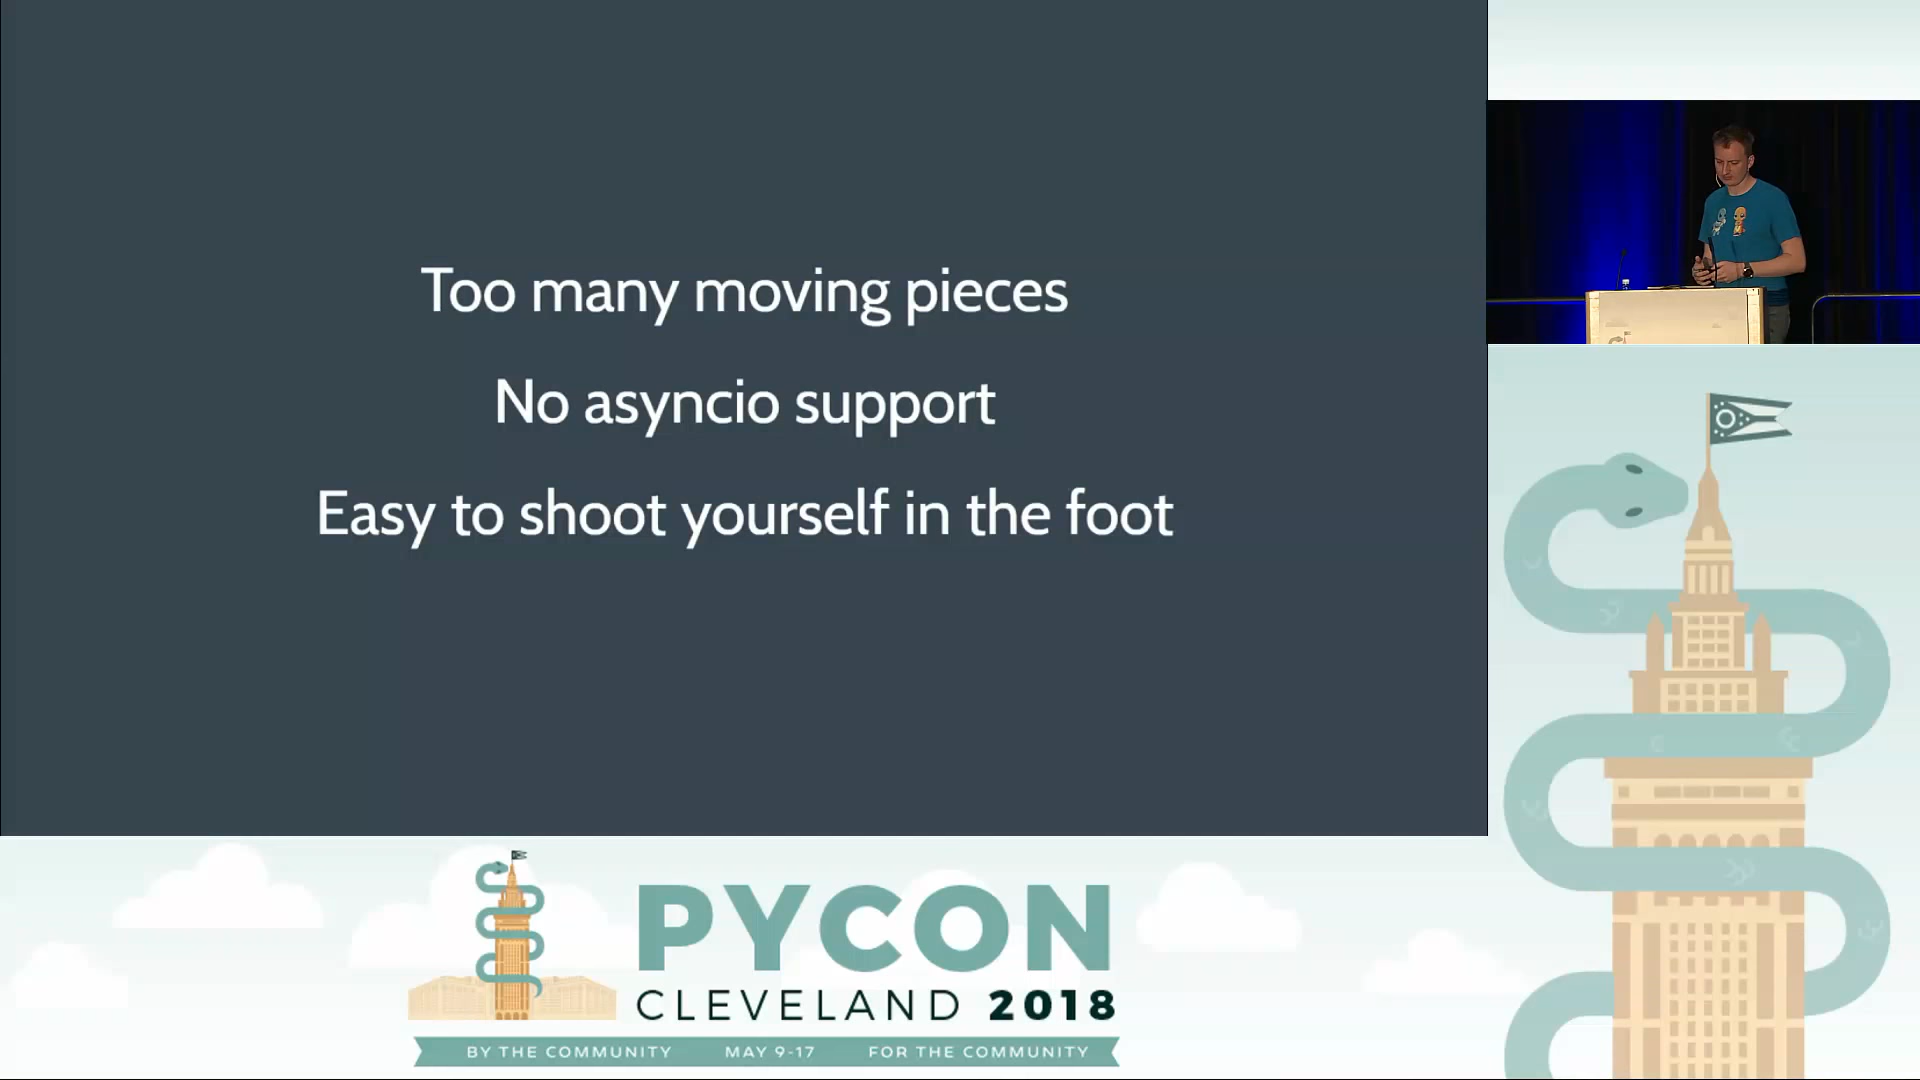 Too many moving pieces
No asyncio support
Easy to shoot yourself in the foot
PYCON
CLEVELAND 2018
BY THE COMMUNITY MAY 9-17 FOR THE COMMUNITY